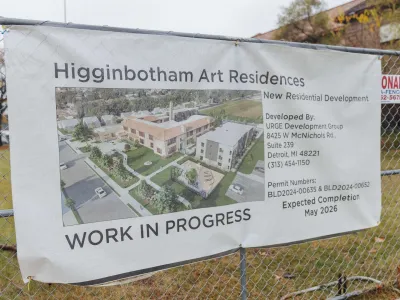 Higginbotham Art Residences
New Residential Development
Developed By:
URGE Development Group
8425 W McNichols Rd.
Suite 239
Detroit, MI 48221
(313) 454-1150
Permit Numbers:
BLD2024-00635 & BLD2024-00652
Expected Completion
May 2026
WORK IN PROGRESS